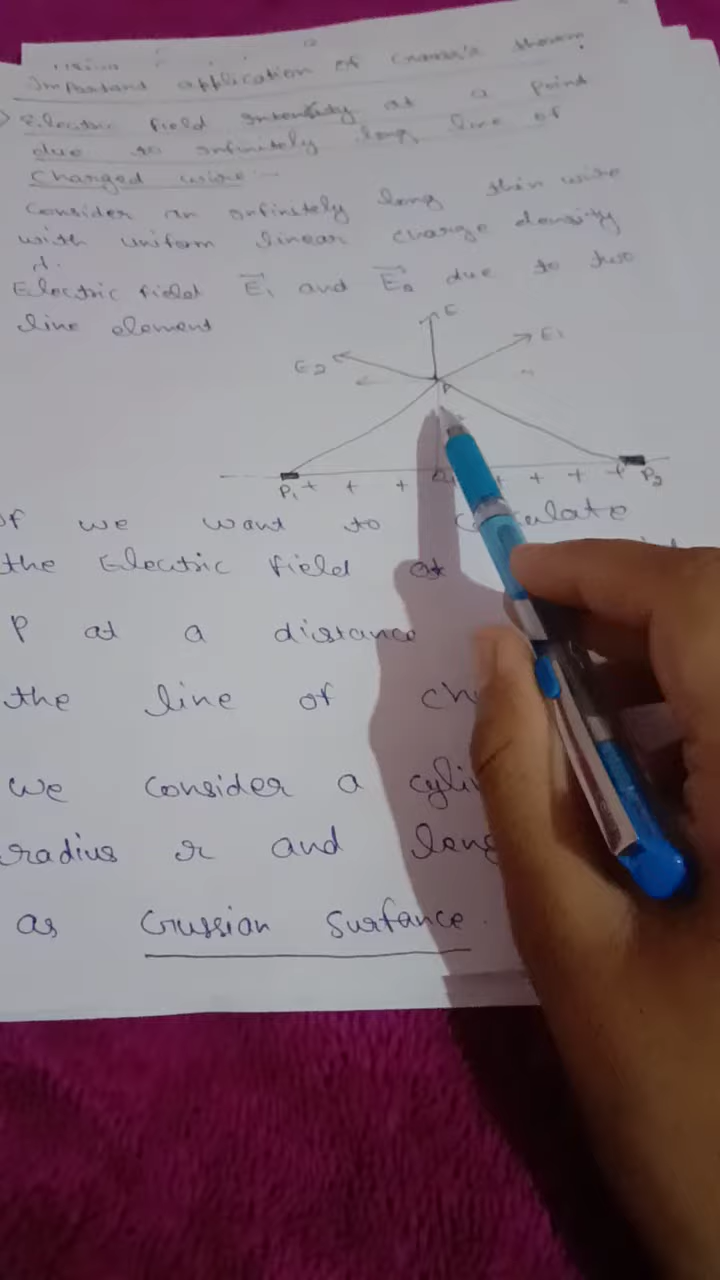 Important application of Gauss's theorem
Electric field intensity at a point
due to infinitely long line of
charged wire :-
Consider an infinitely long thin wire
with uniform linear charge density
λ.
Electric field E₁ and E₂ due to two
line element
E
E₁
E₂
P
P₁ + + + + + + + P₂
If we want to
the Electric field at
P at a distance
the line of
we consider a
radius r and
as Grussian Surfance.